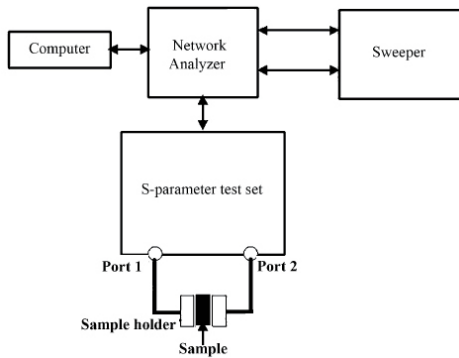 Computer
Network
Analyzer
Sweeper
S-parameter test set
Port 1
Port 2
Sample holder
Sample